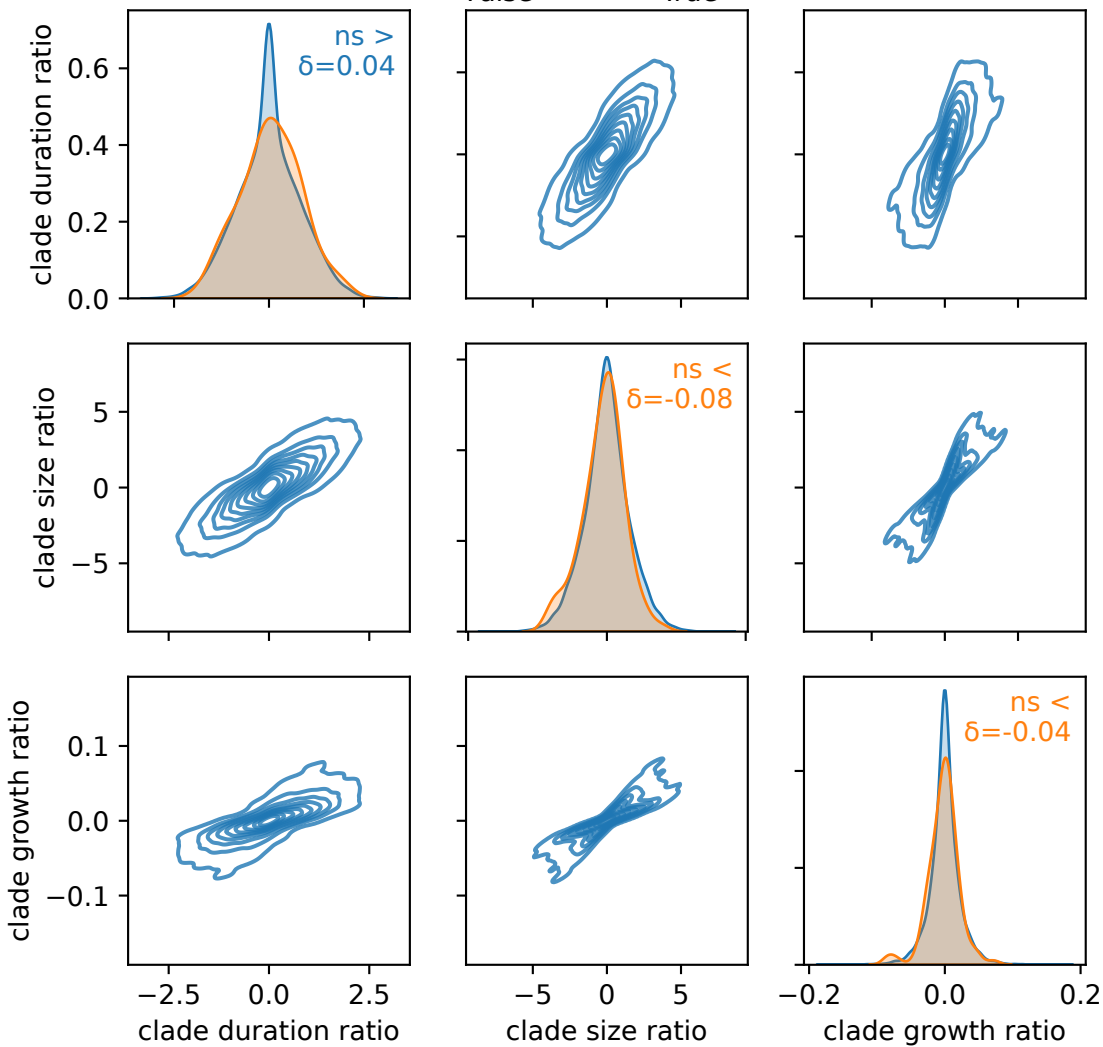 clade duration ratio
0.6
0.4
0.2
0.0
ns >
δ=0.04
clade size ratio
5
0
−5
ns <
δ=-0.08
clade growth ratio
0.1
0.0
−0.1
ns <
δ=-0.04
−2.5 0.0 2.5
−5 0 5
−0.2 0.0 0.2
clade duration ratio
clade size ratio
clade growth ratio